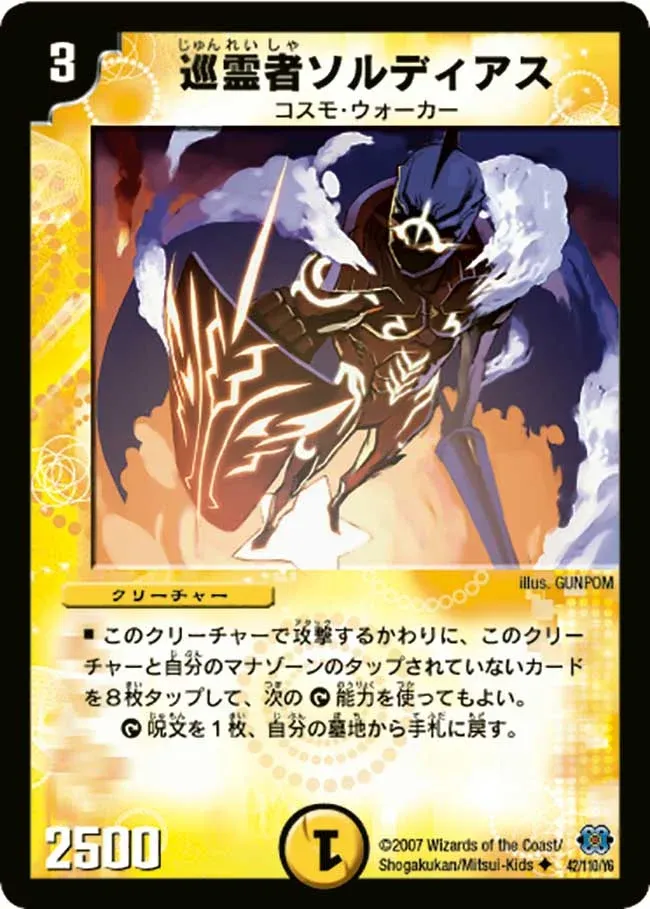 3
じゅんれいしゃ
巡霊者ソルディアス
コスモ・ウォーカー
illus. GUNPOM
クリーチャー
■ このクリーチャーで攻撃するかわりに、このクリー
チャーと自分のマナゾーンのタップされていないカード
を8枚タップして、次の 能力を使ってもよい。
呪文を1枚、自分の墓地から手札に戻す。
2500
1
©2007 Wizards of the Coast/
Shogakukan/Mitsui-Kids 42/110/Y6